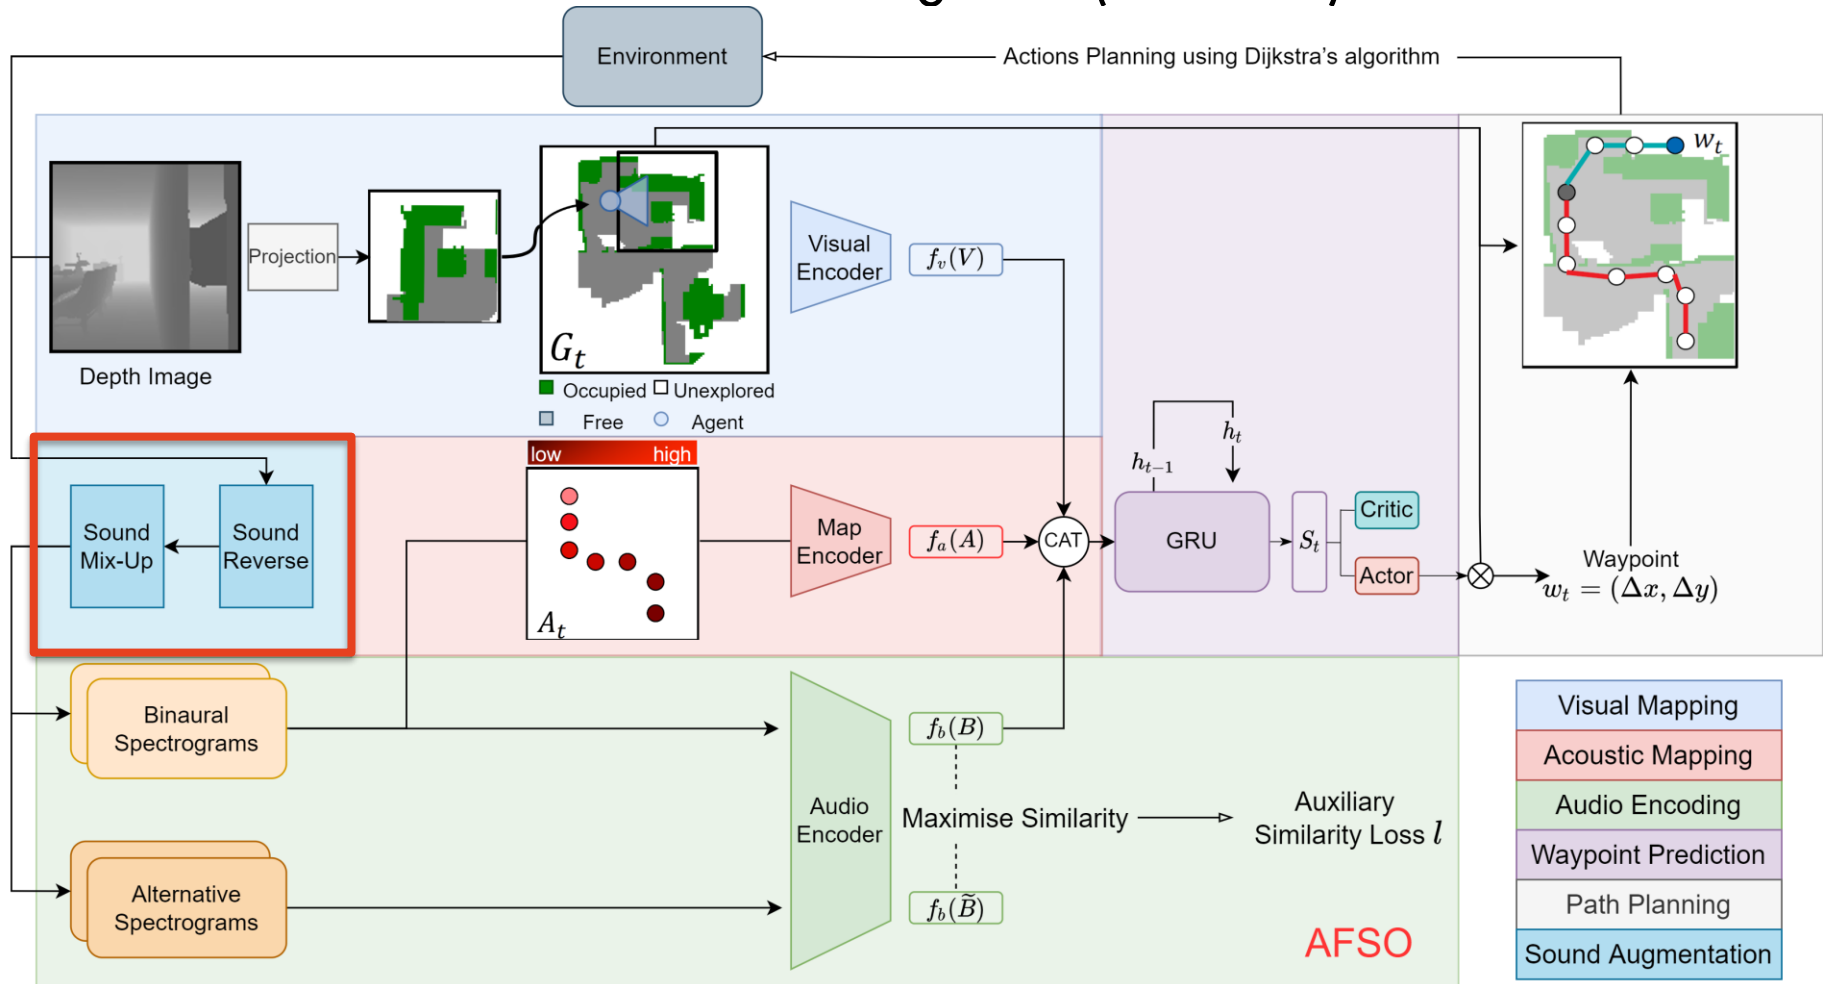 Environment
Actions Planning using Dijkstra's algorithm
Depth Image
Projection
G_t
Occupied
Unexplored
Free
Agent
Visual
Encoder
f_v(V)
w_t
Sound
Mix-Up
Sound
Reverse
low
high
A_t
Map
Encoder
f_a(A)
CAT
h_{t-1}
h_t
GRU
S_t
Critic
Actor
Waypoint
w_t = (Δx, Δy)
Binaural
Spectrograms
Alternative
Spectrograms
Audio
Encoder
f_b(B)
Maximise Similarity
f_b(B̃)
Auxiliary
Similarity Loss l
AFSO
Visual Mapping
Acoustic Mapping
Audio Encoding
Waypoint Prediction
Path Planning
Sound Augmentation